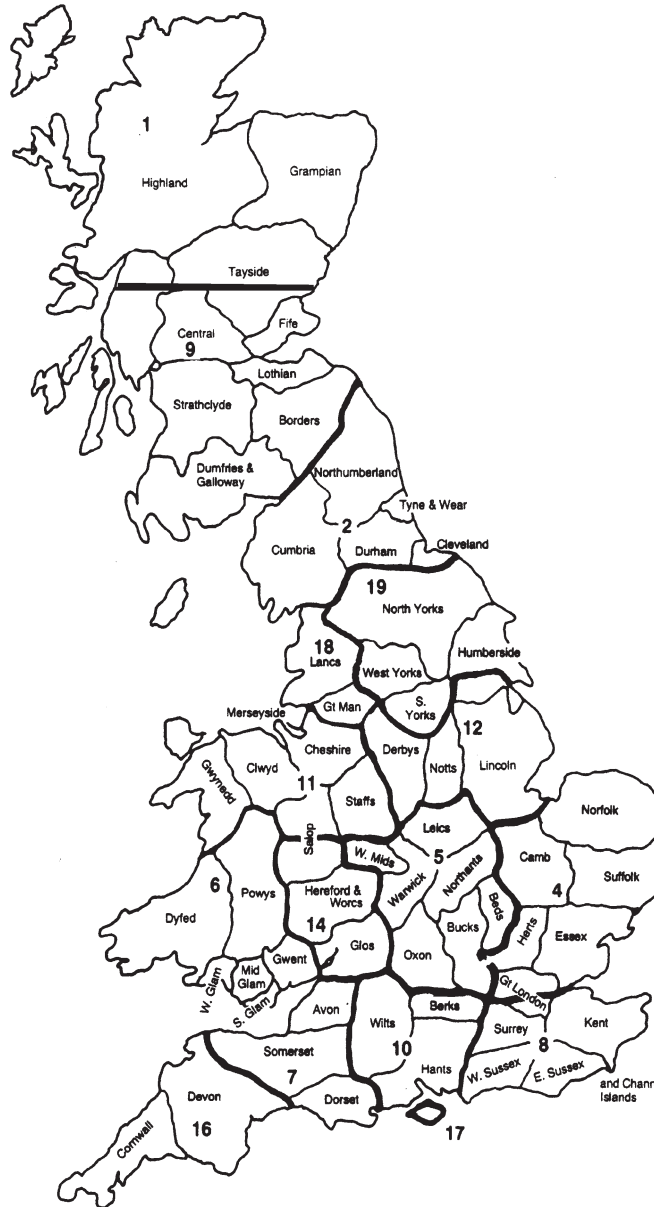 1
Highland
Grampian
Tayside
Central
9
Fife
Lothian
Strathclyde
Borders
Dumfries &
Galloway
Northumberland
Tyne & Wear
2
Cumbria
Durham
Cleveland
19
North Yorks
18
Lancs
West Yorks
Humberside
S.
Yorks
Merseyside
Gt Man
12
Cheshire
Derbys
Notts
Lincoln
Gwynedd
Clwyd
11
Staffs
Salop
Norfolk
Leics
W. Mids
5
Camb
4
Suffolk
6
Powys
Dyfed
Hereford &
Worcs
14
Warwick
Northants
Beds
Bucks
Herts
Essex
Oxon
Glos
Gwent
Mid
Glam
W. Glam
S. Glam
Avon
Wilts
Berks
Gt London
Surrey
Kent
Somerset
7
10
Hants
8
W. Sussex
E. Sussex
and Chann
Islands
Devon
16
Dorset
Cornwall
17